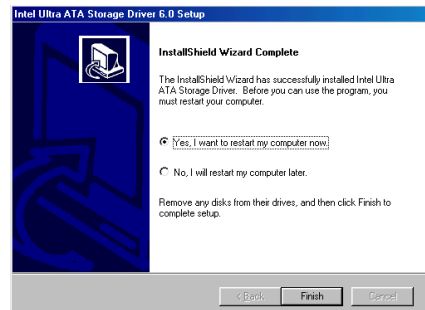 Intel Ultra ATA Storage Driver 6.0 Setup
InstallShield Wizard Complete
The InstallShield Wizard has successfully installed Intel Ultra
ATA Storage Driver. Before you can use the program, you
must restart your computer.
Yes, I want to restart my computer now.
No, I will restart my computer later.
Remove any disks from their drives, and then click Finish to
complete setup.
< Back Finish Cancel